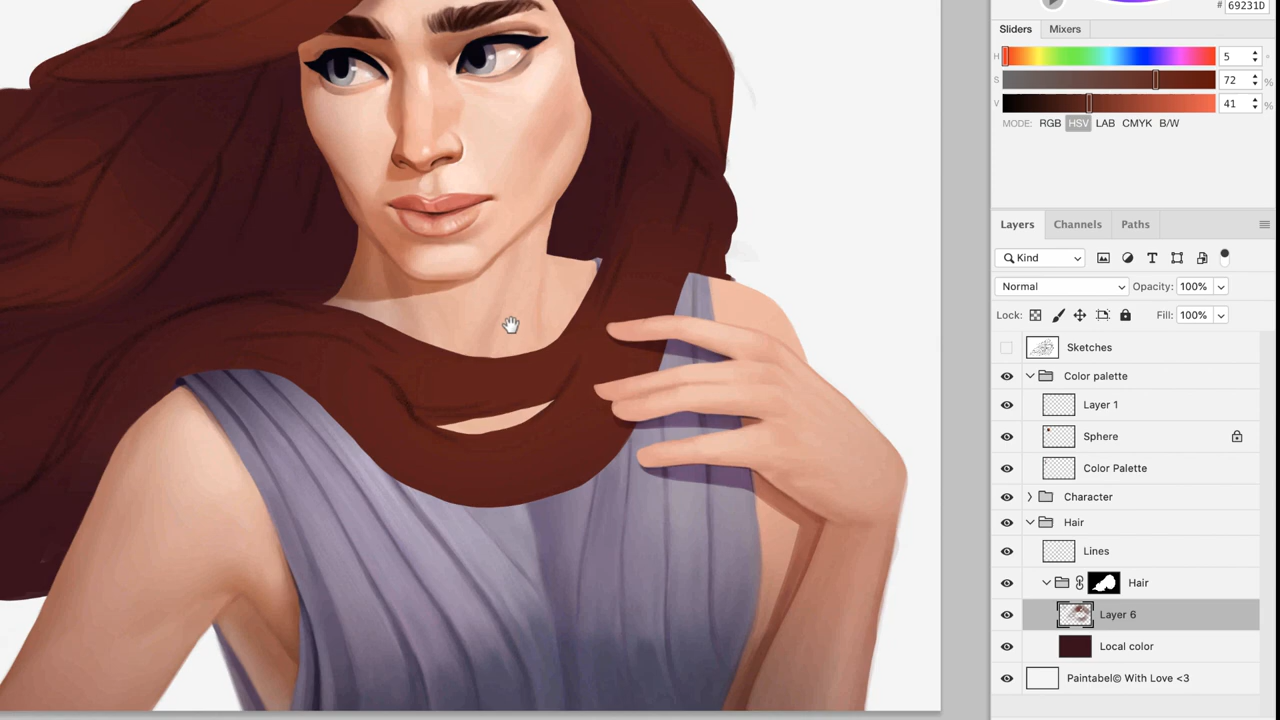 # 69231D
Sliders Mixers
H 5 °
S 72 %
V 41 %
MODE: RGB HSV LAB CMYK B/W
Layers Channels Paths
Kind
Normal Opacity: 100%
Lock: Fill: 100%
Sketches
Color palette
Layer 1
Sphere
Color Palette
Character
Hair
Lines
Hair
Layer 6
Local color
Paintabel© With Love <3